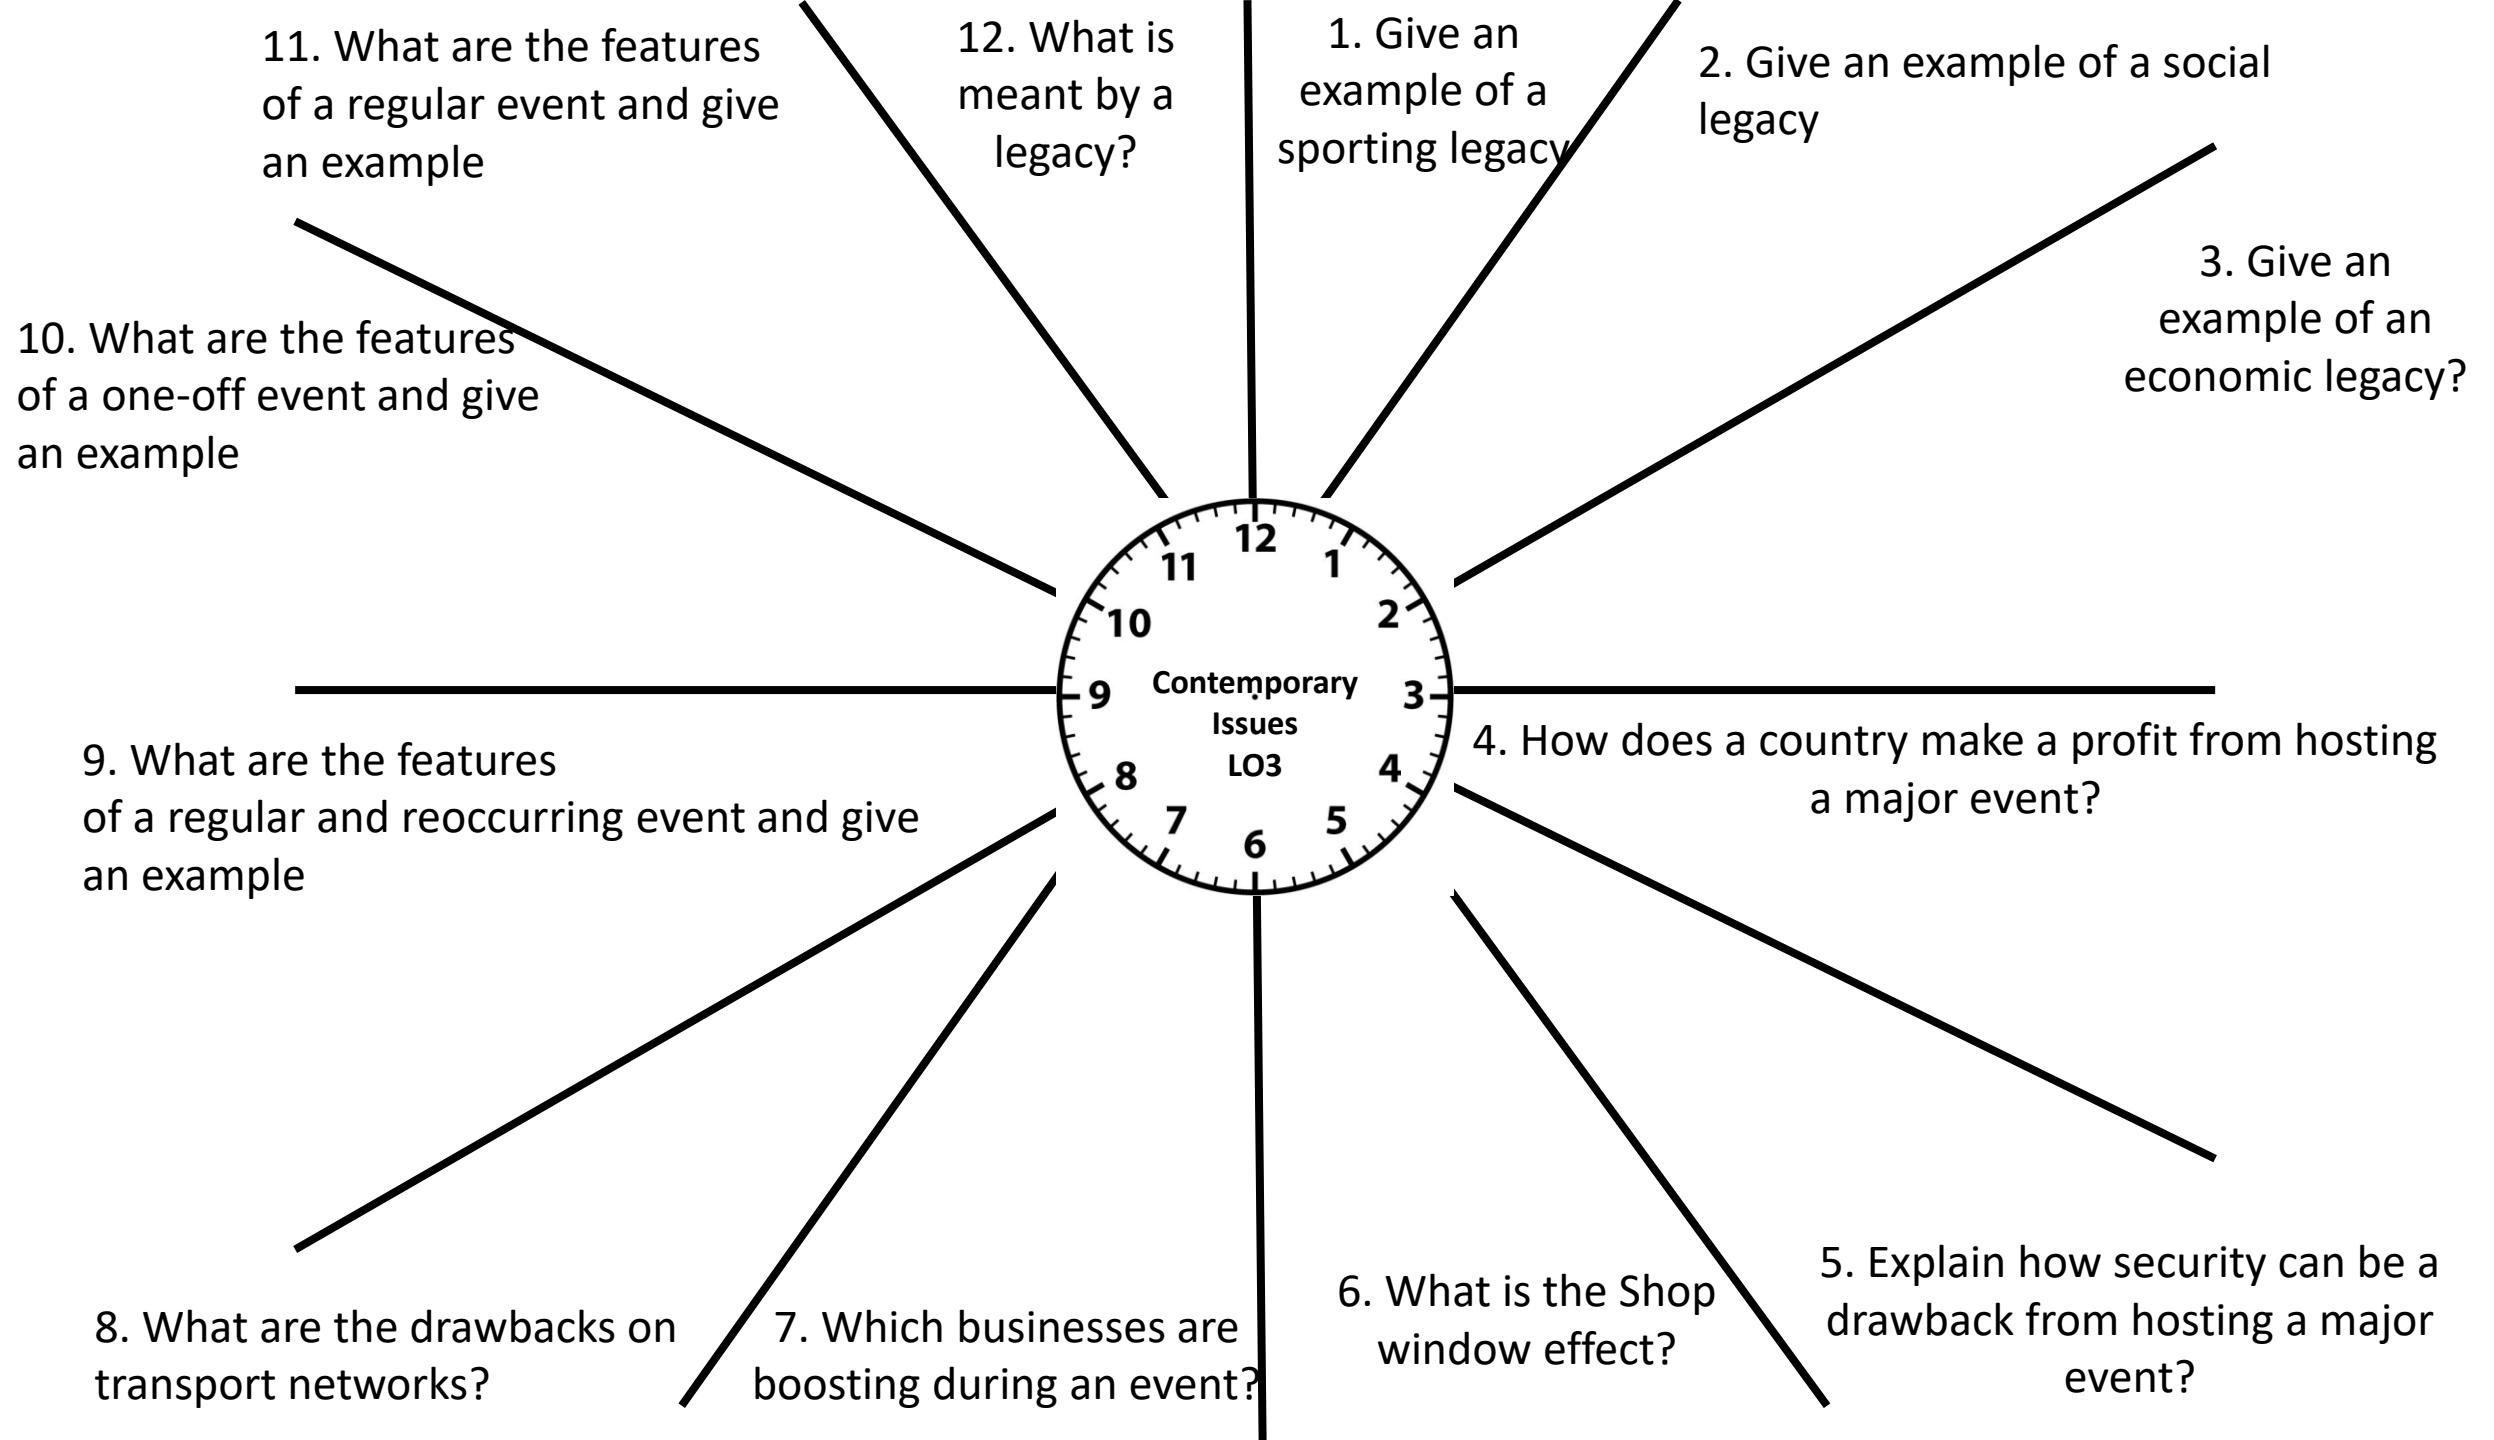 11. What are the features
of a regular event and give
an example
12. What is
meant by a
legacy?
1. Give an
example of a
sporting legacy
2. Give an example of a social
legacy
3. Give an
example of an
economic legacy?
10. What are the features
of a one-off event and give
an example
12
1
2
3
4
5
6
7
8
9
10
11
Contemporary
Issues
LO3
4. How does a country make a profit from hosting
a major event?
9. What are the features
of a regular and reoccurring event and give
an example
5. Explain how security can be a
drawback from hosting a major
event?
6. What is the Shop
window effect?
7. Which businesses are
boosting during an event?
8. What are the drawbacks on
transport networks?